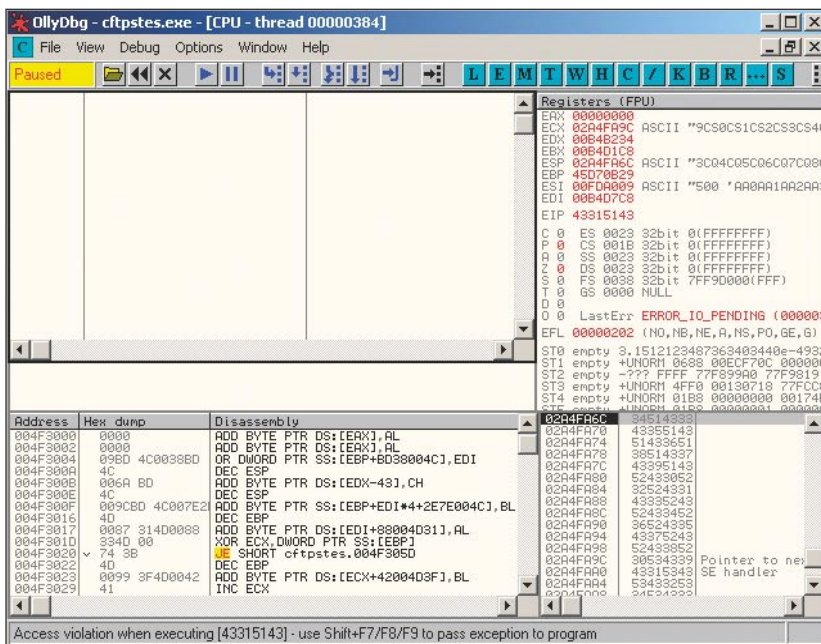 OllyDbg - cftpstes.exe - [CPU - thread 00000384]
C File View Debug Options Window Help
Paused L E M T W H C / K B R ... S
Registers (FPU)
EAX 00000000
ECX 02A4FA9C ASCII "9CS0CS1CS2CS3CS4
EDX 00B4B234
EBX 00B4D1C8
ESP 02A4FA6C ASCII "3CQ4CQ5CQ6CQ7CQ8
EBP 45D70B29
ESI 00FDA009 ASCII "500 'AA0AA1AA2AA
EDI 00B4D7C8
EIP 43315143
C 0 ES 0023 32bit 0(FFFFFFFF)
P 0 CS 001B 32bit 0(FFFFFFFF)
A 0 SS 0023 32bit 0(FFFFFFFF)
Z 0 DS 0023 32bit 0(FFFFFFFF)
S 0 FS 0038 32bit 7FF9D000(FFF)
T 0 GS 0000 NULL
D 0
O 0 LastErr ERROR_IO_PENDING (00000
EFL 00000202 (NO,NB,NE,A,NS,PO,GE,G)
ST0 empty 3.1512123487363403440e-493
ST1 empty +UNORM 0688 00ECF70C 00000
ST2 empty -??? FFFF 77F899A0 77F9819
ST3 empty +UNORM 4FF0 00130718 77FCC
ST4 empty +UNORM 01B8 00000000 00174
Address Hex dump Disassembly
004F3000 0000 ADD BYTE PTR DS:[EAX],AL
004F3002 0000 ADD BYTE PTR DS:[EAX],AL
004F3004 09BD 4C0038BD OR DWORD PTR SS:[EBP+BD38004C],EDI
004F300A 4C DEC ESP
004F300B 006A BD ADD BYTE PTR DS:[EDX-43],CH
004F300E 4C DEC ESP
004F300F 009CBD 4C007E2 ADD BYTE PTR SS:[EBP+EDI*4+2E7E004C],BL
004F3016 4D DEC EBP
004F3017 0087 314D0088 ADD BYTE PTR DS:[EDI+88004D31],AL
004F301D 334D 00 XOR ECX,DWORD PTR SS:[EBP]
004F3020 74 3B JE SHORT cftpstes.004F305D
004F3022 4D DEC EBP
004F3023 0099 3F4D0042 ADD BYTE PTR DS:[ECX+42004D3F],BL
004F3029 41 INC ECX
02A4FA6C 34514333
02A4FA70 43355143
02A4FA74 51433651
02A4FA78 38514337
02A4FA7C 43395143
02A4FA80 52433052
02A4FA84 32524331
02A4FA88 43335243
02A4FA8C 52433452
02A4FA90 36524335
02A4FA94 43375243
02A4FA98 52433852
02A4FA9C 30534339 Pointer to ne
02A4FAA0 43315343 SE handler
02A4FAA4 53433253
Access violation when executing [43315143] - use Shift+F7/F8/F9 to pass exception to program